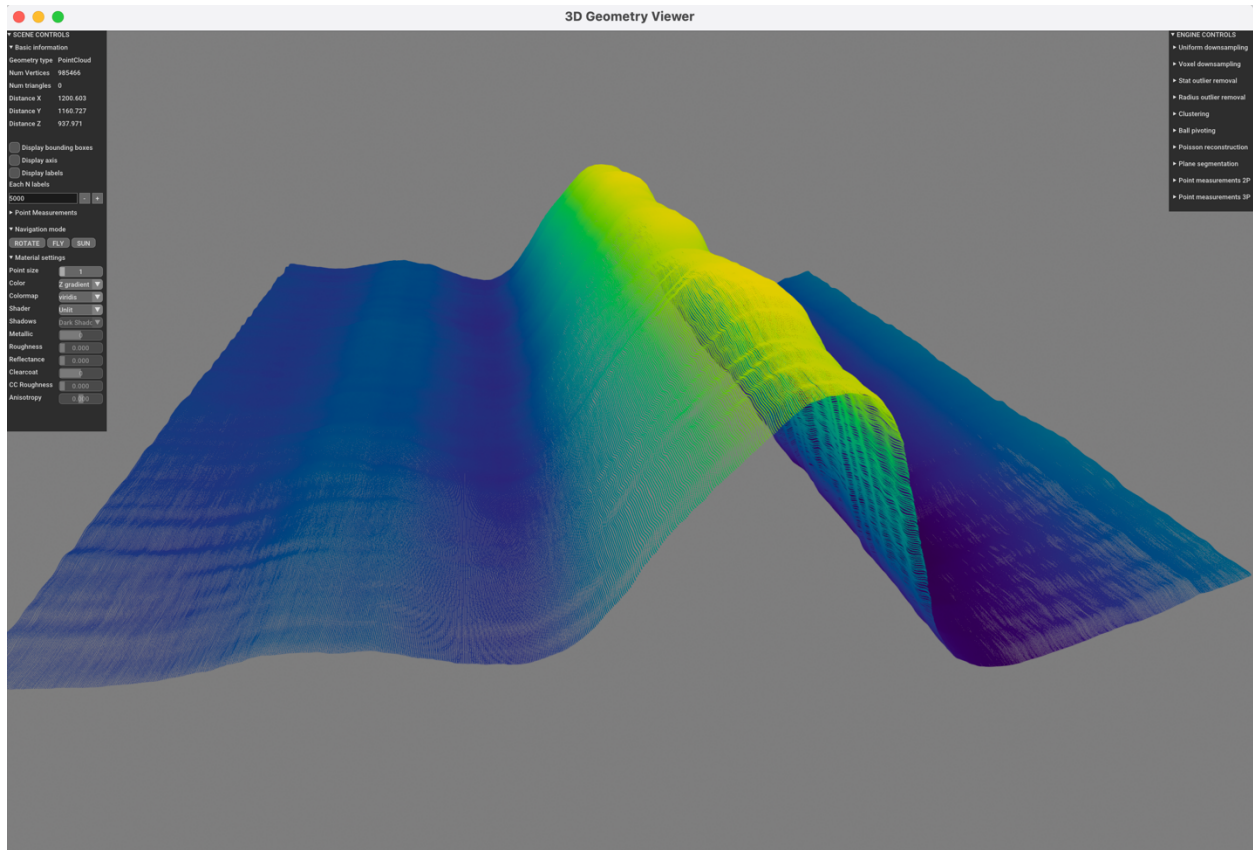 3D Geometry Viewer
▼ SCENE CONTROLS
▼ Basic information
Geometry type PointCloud
Num Vertices 985466
Num triangles 0
Distance X 1200.603
Distance Y 1160.727
Distance Z 937.971
Display bounding boxes
Display axis
Display labels
Each N labels
5000 - +
▸ Point Measurements
▼ Navigation mode
ROTATE FLY SUN
▼ Material settings
Point size 1
Color Z gradient ▼
Colormap viridis ▼
Shader Unlit ▼
Shadows Dark Shado ▼
Metallic
Roughness 0.000
Reflectance 0.000
Clearcoat
CC Roughness 0.000
Anisotropy
▼ ENGINE CONTROLS
▸ Uniform downsampling
▸ Voxel downsampling
▸ Stat outlier removal
▸ Radius outlier removal
▸ Clustering
▸ Ball pivoting
▸ Poisson reconstruction
▸ Plane segmentation
▸ Point measurements 2P
▸ Point measurements 3P